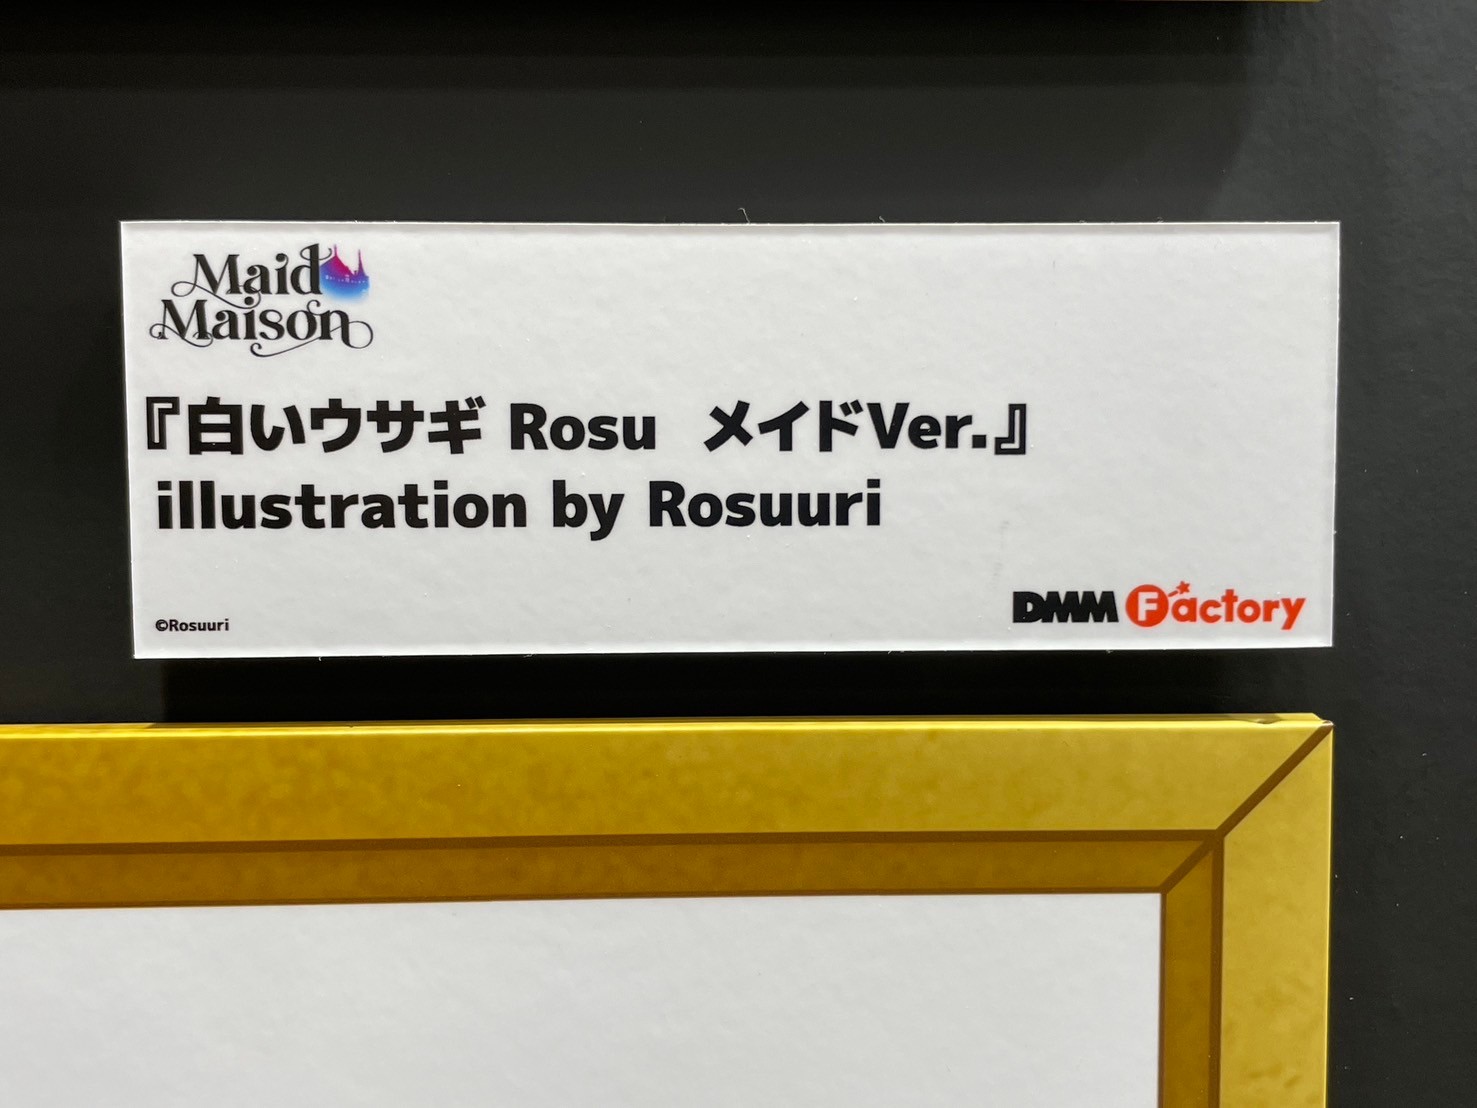 Maid
Maison
『白いウサギ Rosu　メイドVer.』
illustration by Rosuuri
©Rosuuri
DMM Factory